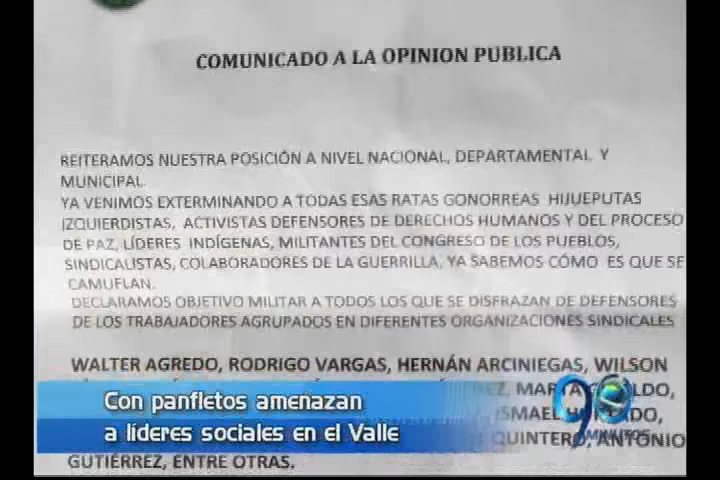 COMUNICADO A LA OPINION PUBLICA
REITERAMOS NUESTRA POSICIÓN A NIVEL NACIONAL, DEPARTAMENTAL Y
MUNICIPAL.
YA VENIMOS EXTERMINANDO A TODAS ESAS RATAS GONORREAS HIJUEPUTAS
IZQUIERDISTAS, ACTIVISTAS DEFENSORES DE DERECHOS HUMANOS Y DEL PROCESO
DE PAZ, LÍDERES INDÍGENAS, MILITANTES DEL CONGRESO DE LOS PUEBLOS,
SINDICALISTAS, COLABORADORES DE LA GUERRILLA, YA SABEMOS CÓMO ES QUE SE
CAMUFLAN.
DECLARAMOS OBJETIVO MILITAR A TODOS LOS QUE SE DISFRAZAN DE DEFENSORES
DE LOS TRABAJADORES AGRUPADOS EN DIFERENTES ORGANIZACIONES SINDICALES
WALTER AGREDO, RODRIGO VARGAS, HERNÁN ARCINIEGAS, WILSON
MARTA
ISMAEL
QUINTERO, ANTONIO
GUTIÉRREZ, ENTRE OTRAS.
Con panfletos amenazan
a líderes sociales en el Valle
90
MINUTOS